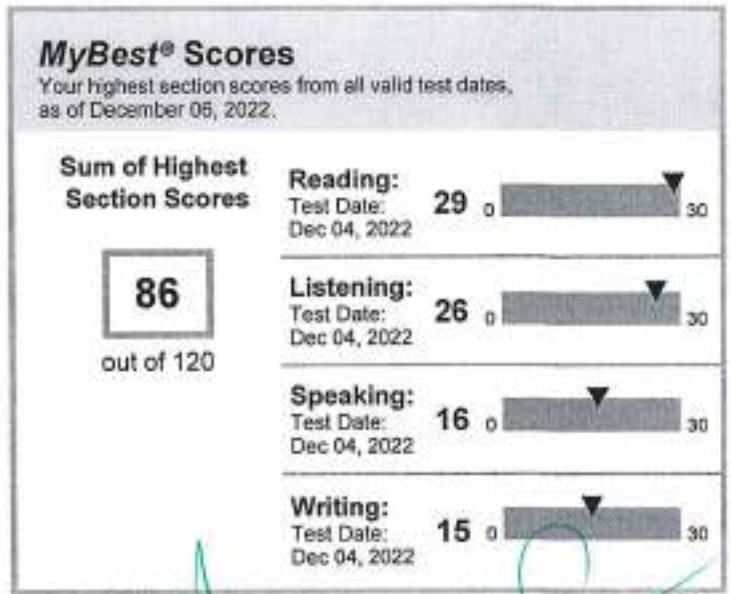 MyBest® Scores
Your highest section scores from all valid test dates,
as of December 06, 2022.
Sum of Highest
Section Scores
86
out of 120
Reading:
Test Date:
Dec 04, 2022
29 0 30
Listening:
Test Date:
Dec 04, 2022
26 0 30
Speaking:
Test Date:
Dec 04, 2022
16 0 30
Writing:
Test Date:
Dec 04, 2022
15 0 30